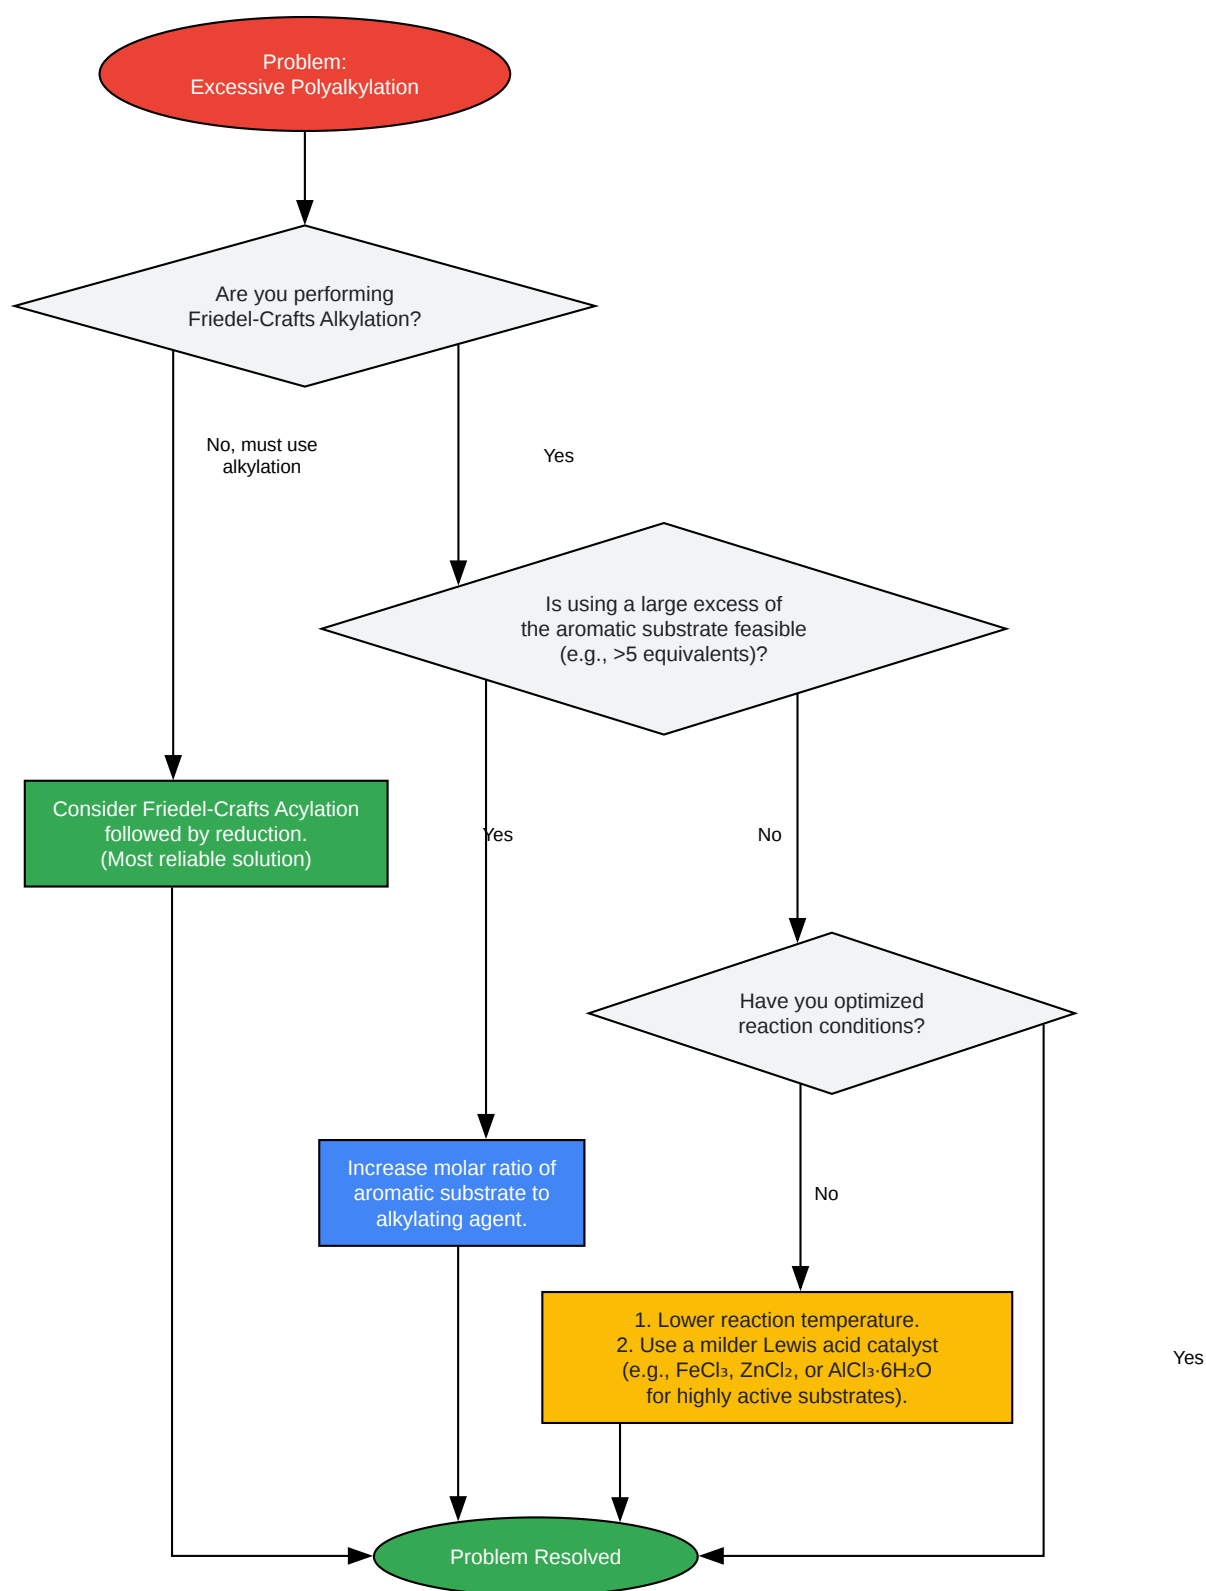 Problem:
Excessive Polyalkylation
Are you performing
Friedel-Crafts Alkylation?
No, must use
alkylation
Yes
Is using a large excess of
the aromatic substrate feasible
(e.g., >5 equivalents)?
Consider Friedel-Crafts Acylation
followed by reduction.
(Most reliable solution)
Yes
No
Have you optimized
reaction conditions?
Increase molar ratio of
aromatic substrate to
alkylating agent.
No
1. Lower reaction temperature.
2. Use a milder Lewis acid catalyst
(e.g., FeCl₃, ZnCl₂, or AlCl₃·6H₂O
for highly active substrates).
Yes
Problem Resolved